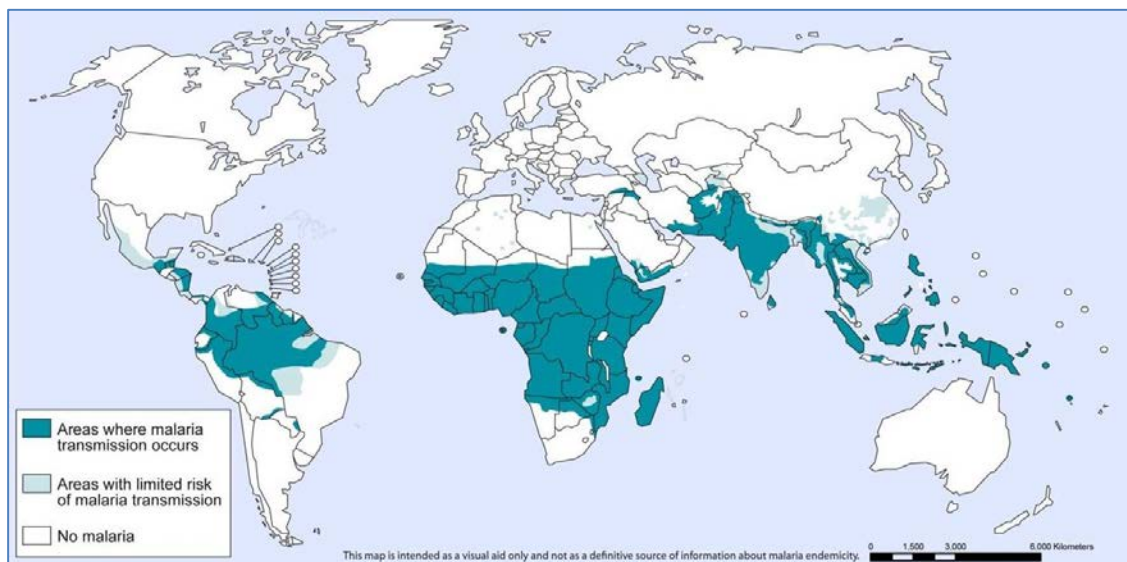 Areas where malaria
transmission occurs
Areas with limited risk
of malaria transmission
No malaria
This map is intended as a visual aid only and not as a definitive source of information about malaria endemicity.
0 1,500 3,000 6,000 Kilometers